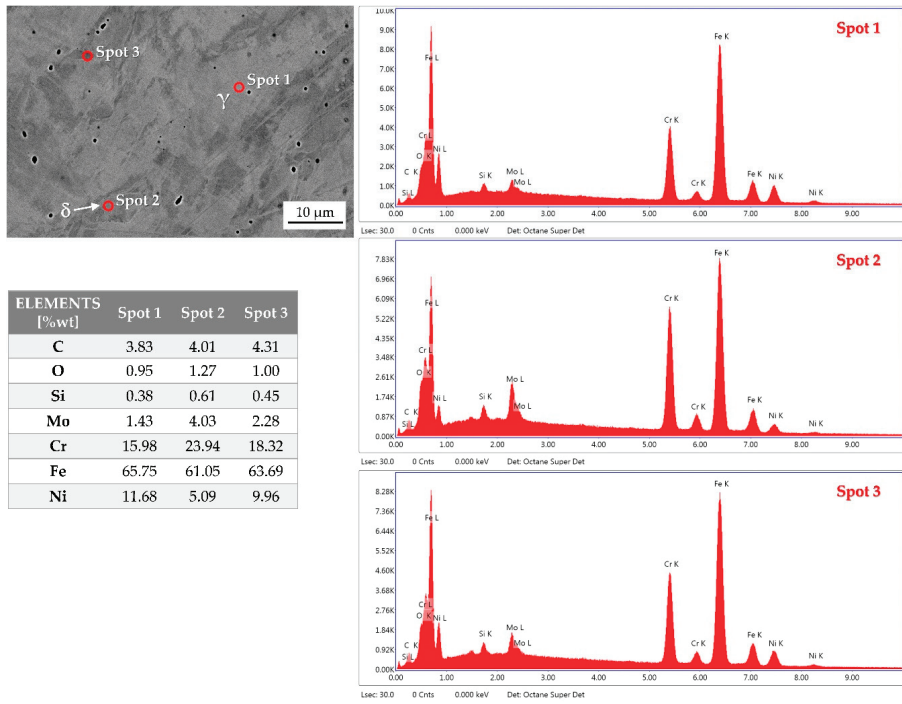 Spot 3
Spot 1
γ
δ
Spot 2
10 μm
ELEMENTS [%wt] Spot 1 Spot 2 Spot 3
C 3.83 4.01 4.31
O 0.95 1.27 1.00
Si 0.38 0.61 0.45
Mo 1.43 4.03 2.28
Cr 15.98 23.94 18.32
Fe 65.75 61.05 63.69
Ni 11.68 5.09 9.96
Spot 1
10.0K
9.0K
8.0K
7.0K
6.0K
5.0K
4.0K
3.0K
2.0K
1.0K
0.0K
Fe K
Fe L
Cr L
O K
Ni L
C K
Si L
Si K
Mo L
Mo L
Cr K
Cr K
Fe K
Ni K
Ni K
0.00 1.00 2.00 3.00 4.00 5.00 6.00 7.00 8.00 9.00
Lsec: 30.0 0 Cnts 0.000 keV Det: Octane Super Det
Spot 2
7.83K
6.96K
6.09K
5.22K
4.35K
3.48K
2.61K
1.74K
0.87K
0.00K
Fe K
Fe L
Cr L
O K
Ni L
C K
Si L
Si K
Mo L
Mo L
Cr K
Cr K
Fe K
Ni K
Ni K
0.00 1.00 2.00 3.00 4.00 5.00 6.00 7.00 8.00 9.00
Lsec: 30.0 0 Cnts 0.000 keV Det: Octane Super Det
Spot 3
8.28K
7.36K
6.44K
5.52K
4.60K
3.68K
2.76K
1.84K
0.92K
0.00K
Fe K
Fe L
Cr L
O K
Ni L
C K
Si L
Si K
Mo L
Mo L
Cr K
Cr K
Fe K
Ni K
Ni K
0.00 1.00 2.00 3.00 4.00 5.00 6.00 7.00 8.00 9.00
Lsec: 30.0 0 Cnts 0.000 keV Det: Octane Super Det